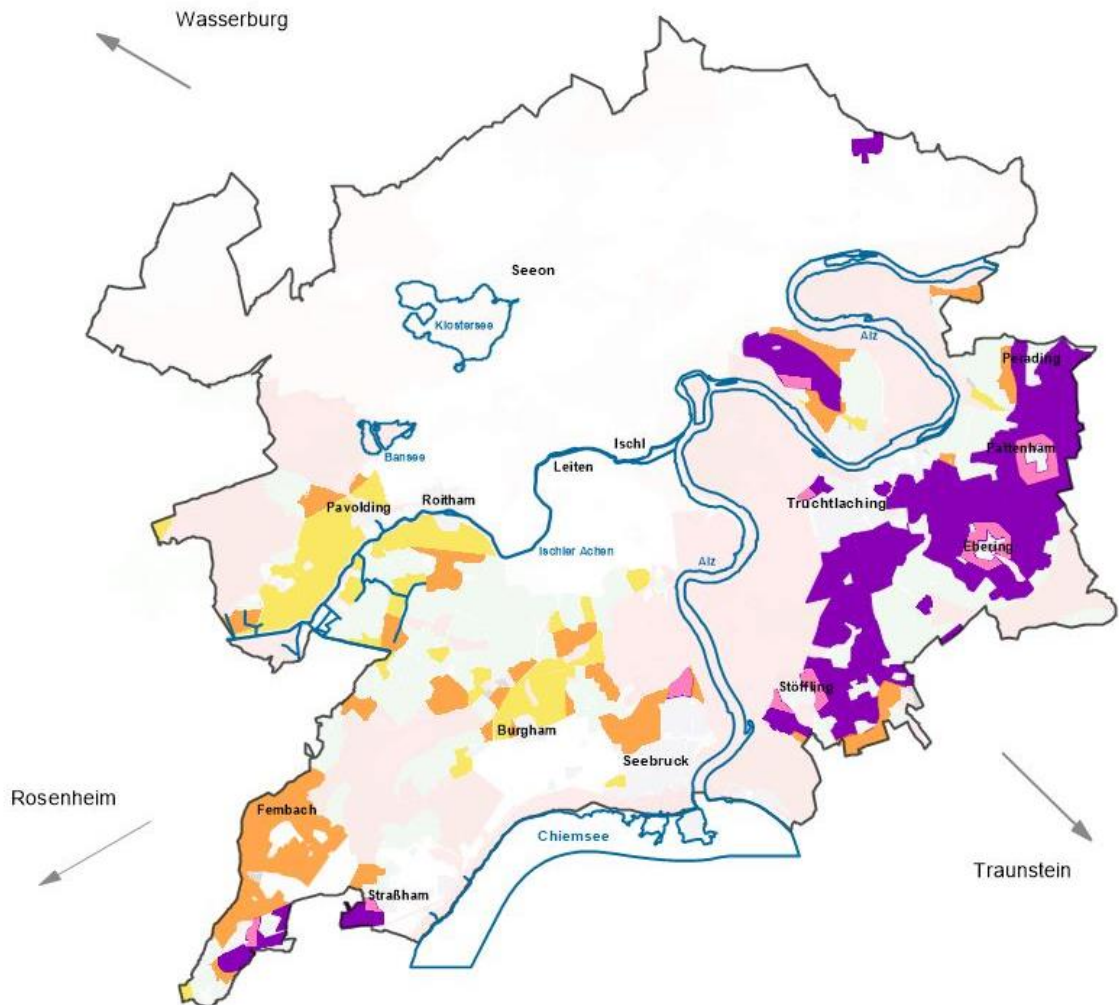 Wasserburg
Seeon
Klostersee
Alz
Perading
Pattenham
Bansee
Ischl
Leiten
Roitham
Pavolding
Truchtlaching
Ischler Achen
Alz
Ebering
Stöffling
Burgham
Seebruck
Rosenheim
Fembach
Chiemsee
Traunstein
Straßham